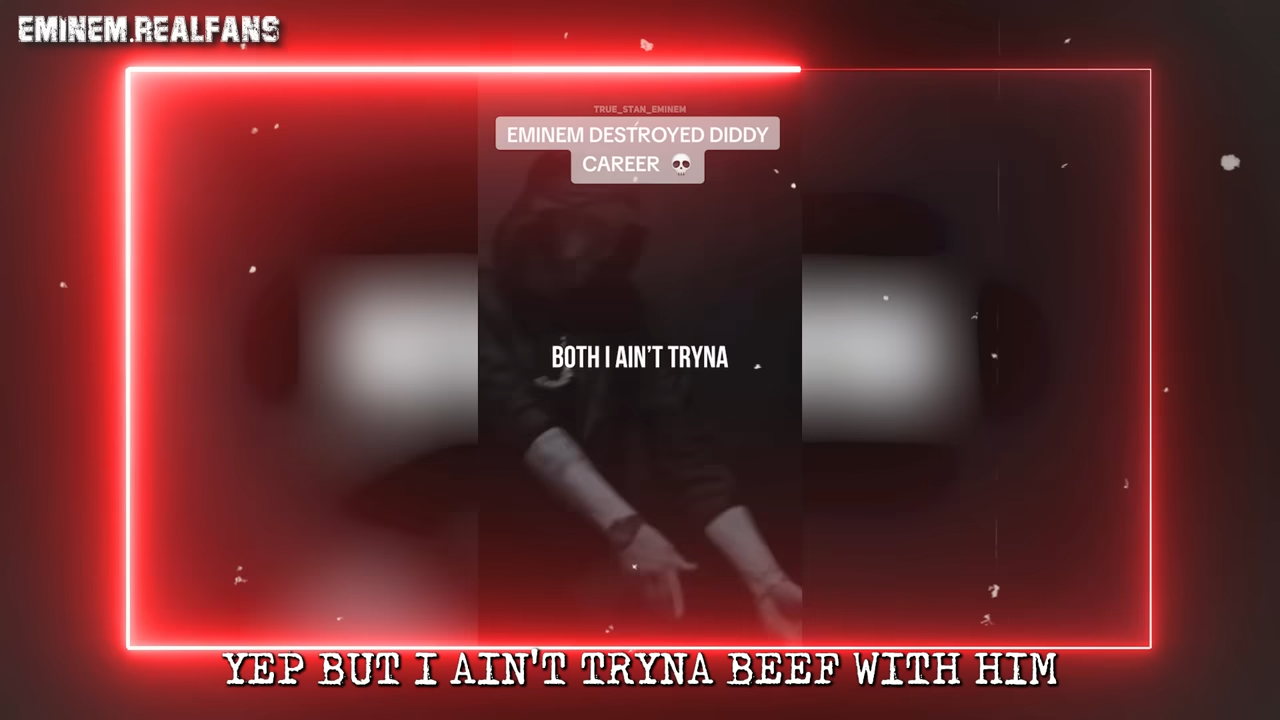 EMINEM.REALFANS
TRUE_STAN_EMINEM
EMINEM DESTROYED DIDDY
CAREER 💀
BOTH I AIN'T TRYNA
YEP BUT I AIN'T TRYNA BEEF WITH HIM